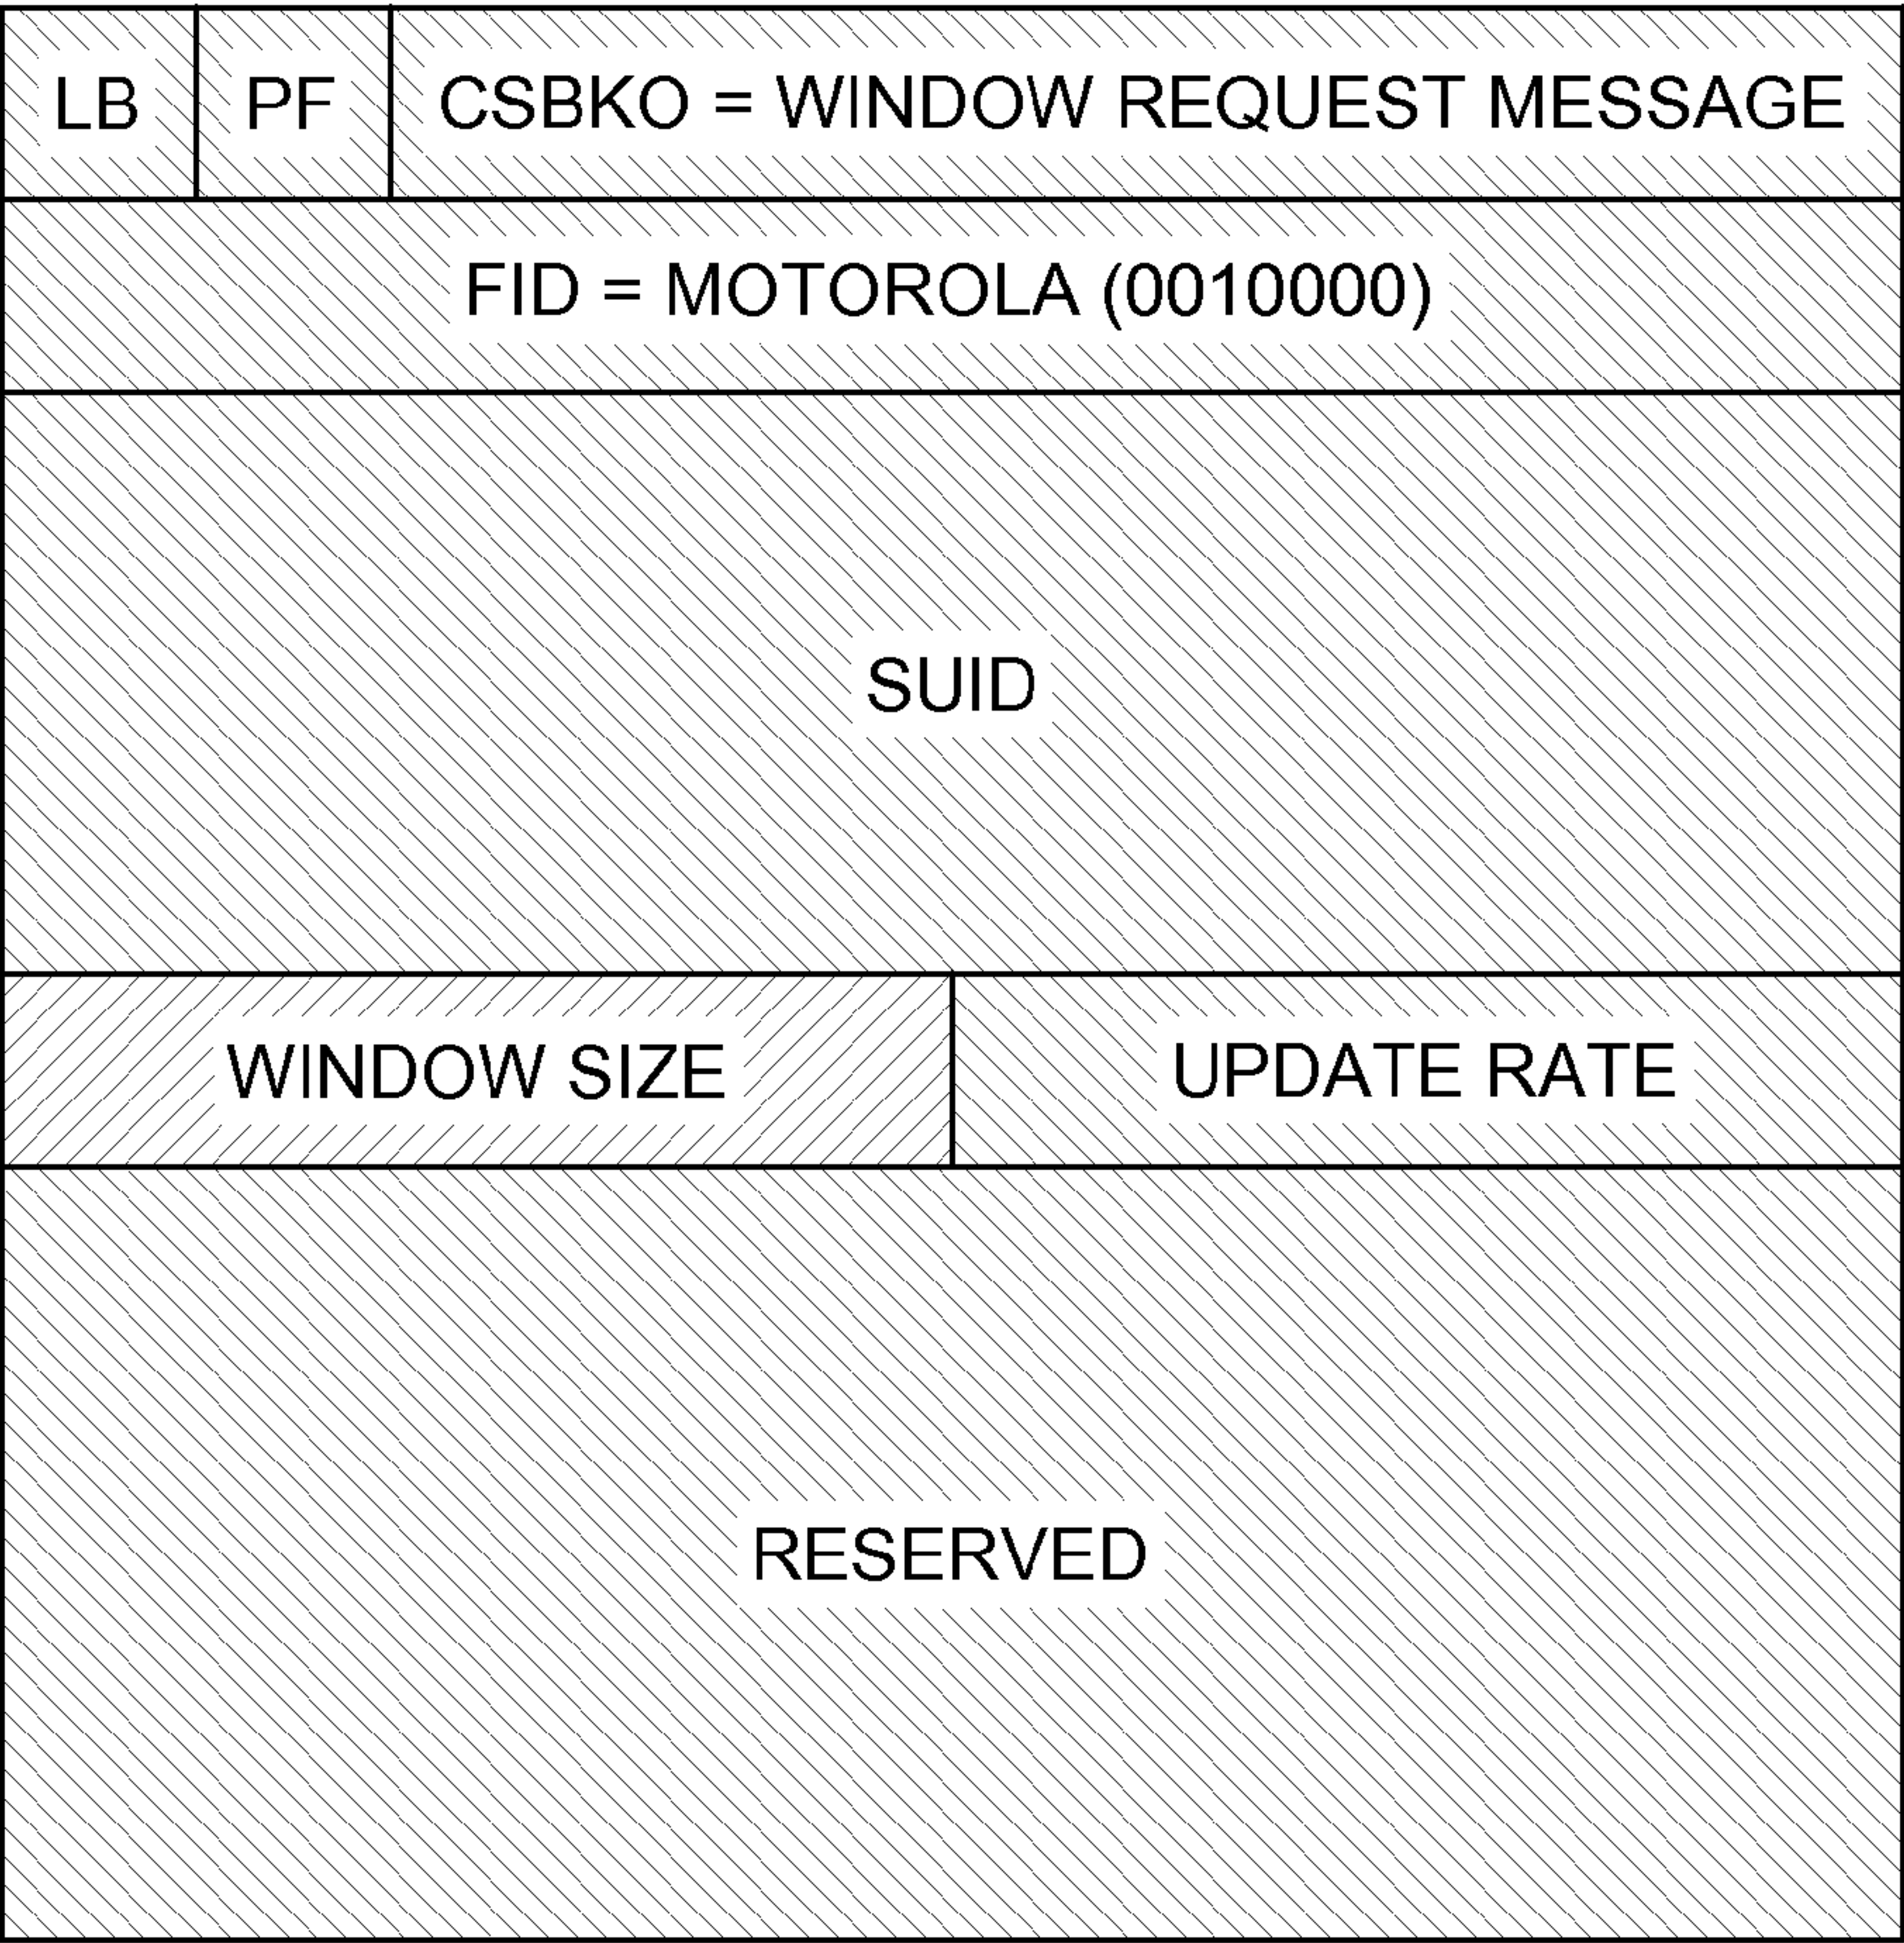 LB PF CSBKO = WINDOW REQUEST MESSAGE
FID = MOTOROLA (0010000)
SUID
WINDOW SIZE UPDATE RATE
RESERVED